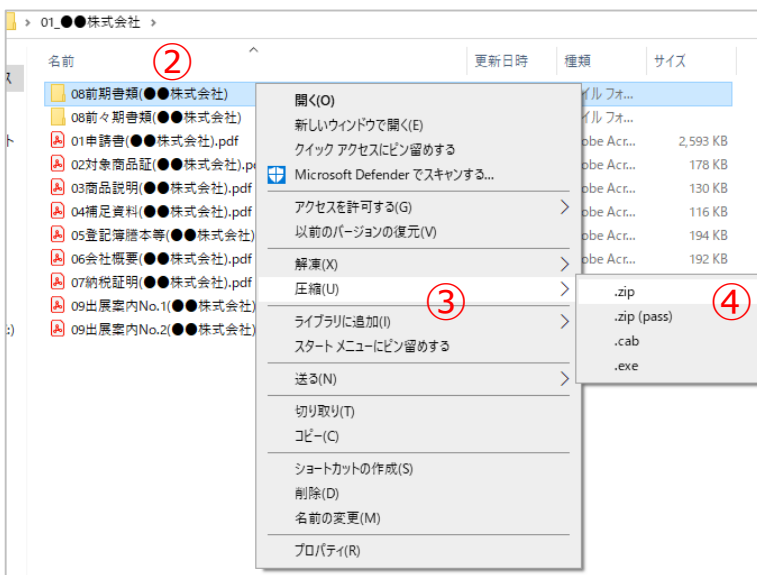 › 01_●●株式会社 ›
名前 ② 更新日時 種類 サイズ
08前期書類(●●株式会社) イル フォ...
08前々期書類(●●株式会社) イル フォ...
01申請書(●●株式会社).pdf obe Acr... 2,593 KB
02対象商品証(●●株式会社).p obe Acr... 178 KB
03商品説明(●●株式会社).pdf obe Acr... 130 KB
04補足資料(●●株式会社).pdf obe Acr... 116 KB
05登記簿謄本等(●●株式会社) obe Acr... 194 KB
06会社概要(●●株式会社).pdf obe Acr... 192 KB
07納税証明(●●株式会社).pdf
09出展案内No.1(●●株式会社)
09出展案内No.2(●●株式会社)
開く(O)
新しいウィンドウで開く(E)
クイック アクセスにピン留めする
Microsoft Defender でスキャンする...
アクセスを許可する(G)
以前のバージョンの復元(V)
解凍(X)
圧縮(U) ③
ライブラリに追加(I)
スタート メニューにピン留めする
送る(N)
切り取り(T)
コピー(C)
ショートカットの作成(S)
削除(D)
名前の変更(M)
プロパティ(R)
.zip ④
.zip (pass)
.cab
.exe